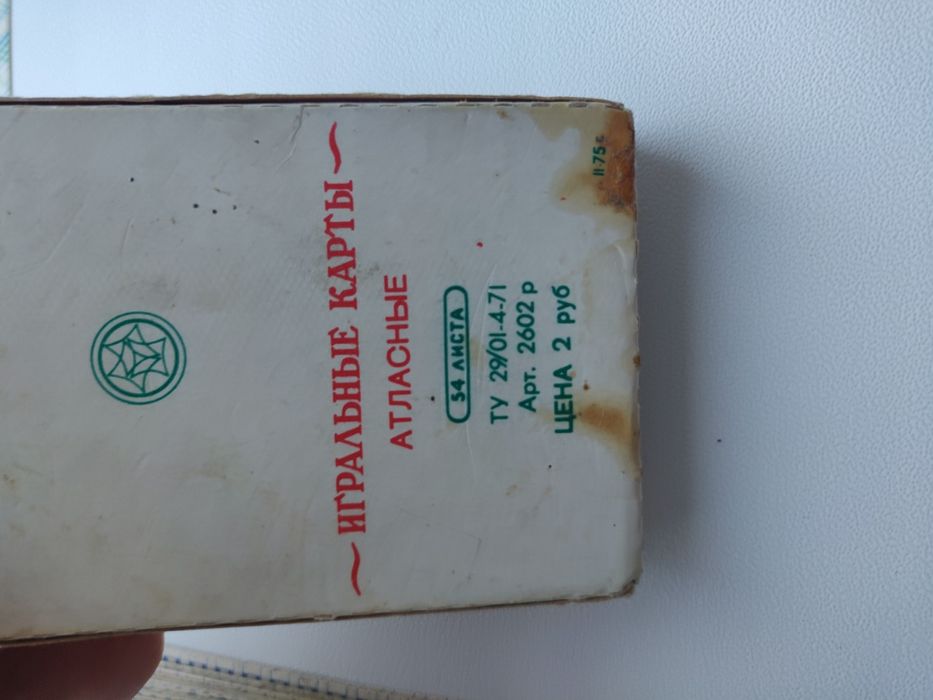 ИГРАЛЬНЫЕ КАРТЫ
АТЛАСНЫЕ
54 ЛИСТА
ТУ 29/01-4-71
Арт. 2602 р
ЦЕНА 2 руб
II-75 г